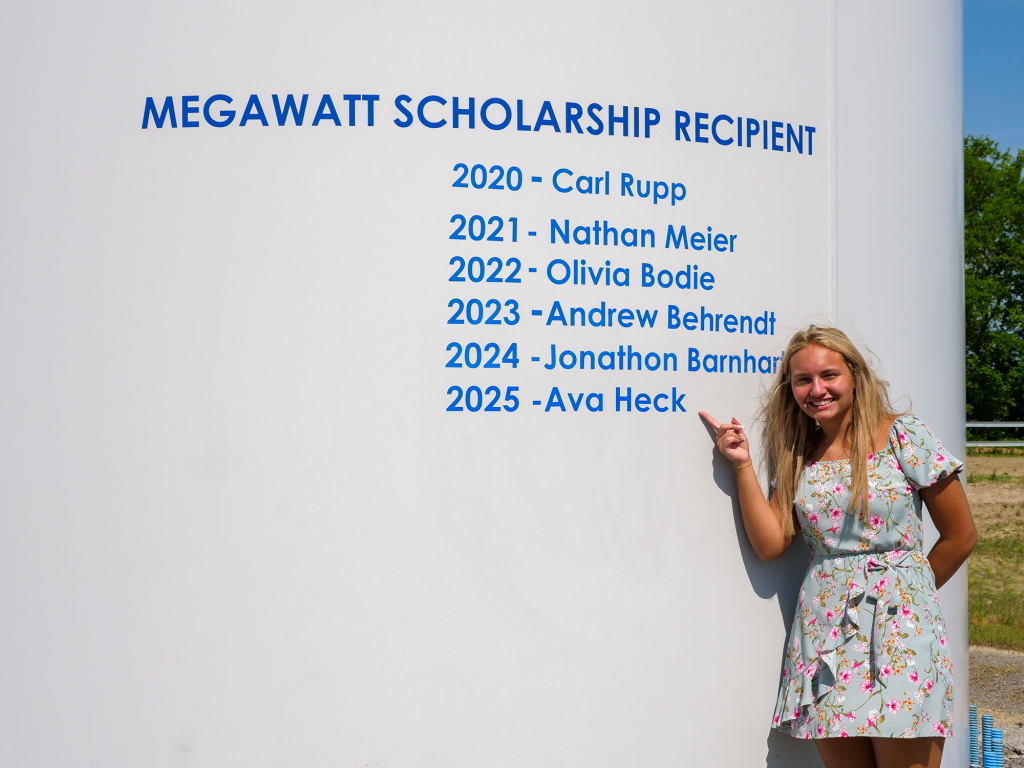 MEGAWATT SCHOLARSHIP RECIPIENT
2020 - Carl Rupp
2021 - Nathan Meier
2022 - Olivia Bodie
2023 - Andrew Behrendt
2024 - Jonathon
2025 - Ava Heck